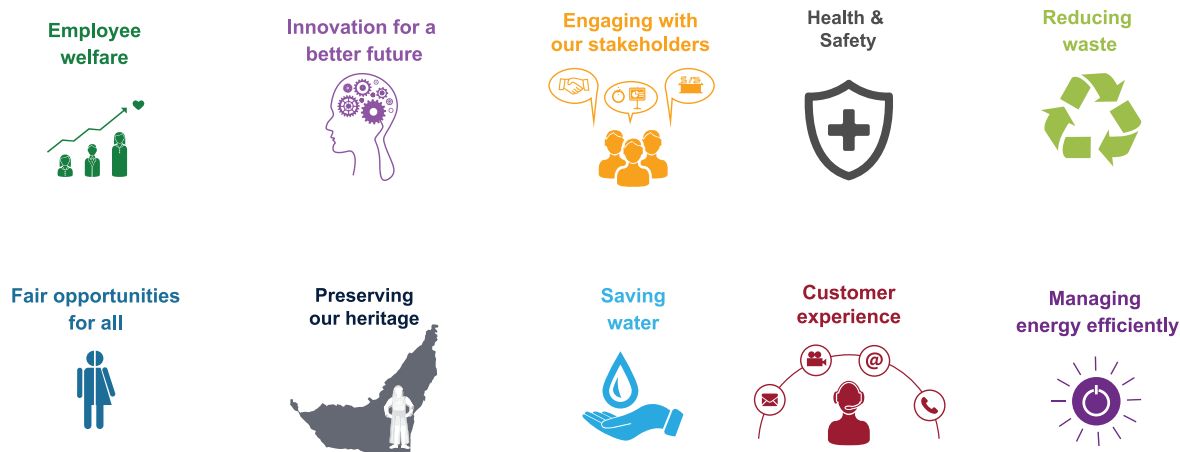 Employee
welfare
Innovation for a
better future
Engaging with
our stakeholders
Health &
Safety
Reducing
waste
Fair opportunities
for all
Preserving
our heritage
Saving
water
Customer
experience
@
Managing
energy efficiently